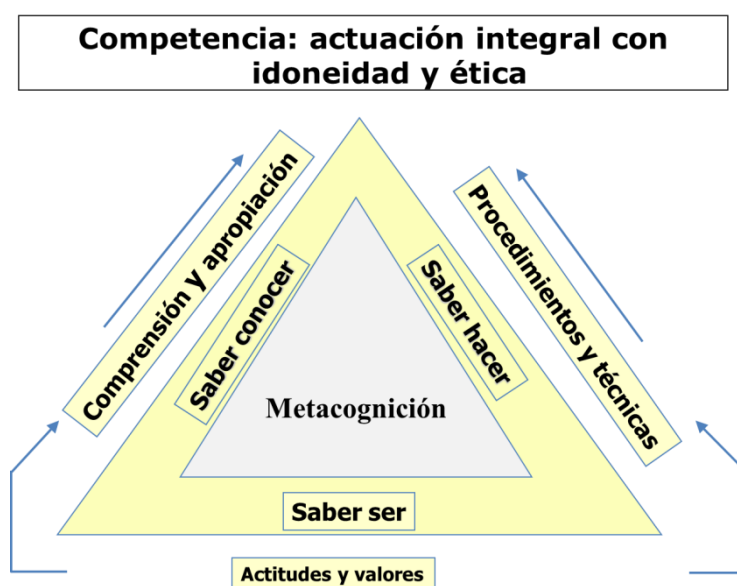 Competencia: actuación integral con
idoneidad y ética
Comprensión y apropiación
Saber conocer
Saber hacer
Procedimientos y técnicas
Metacognición
Saber ser
Actitudes y valores